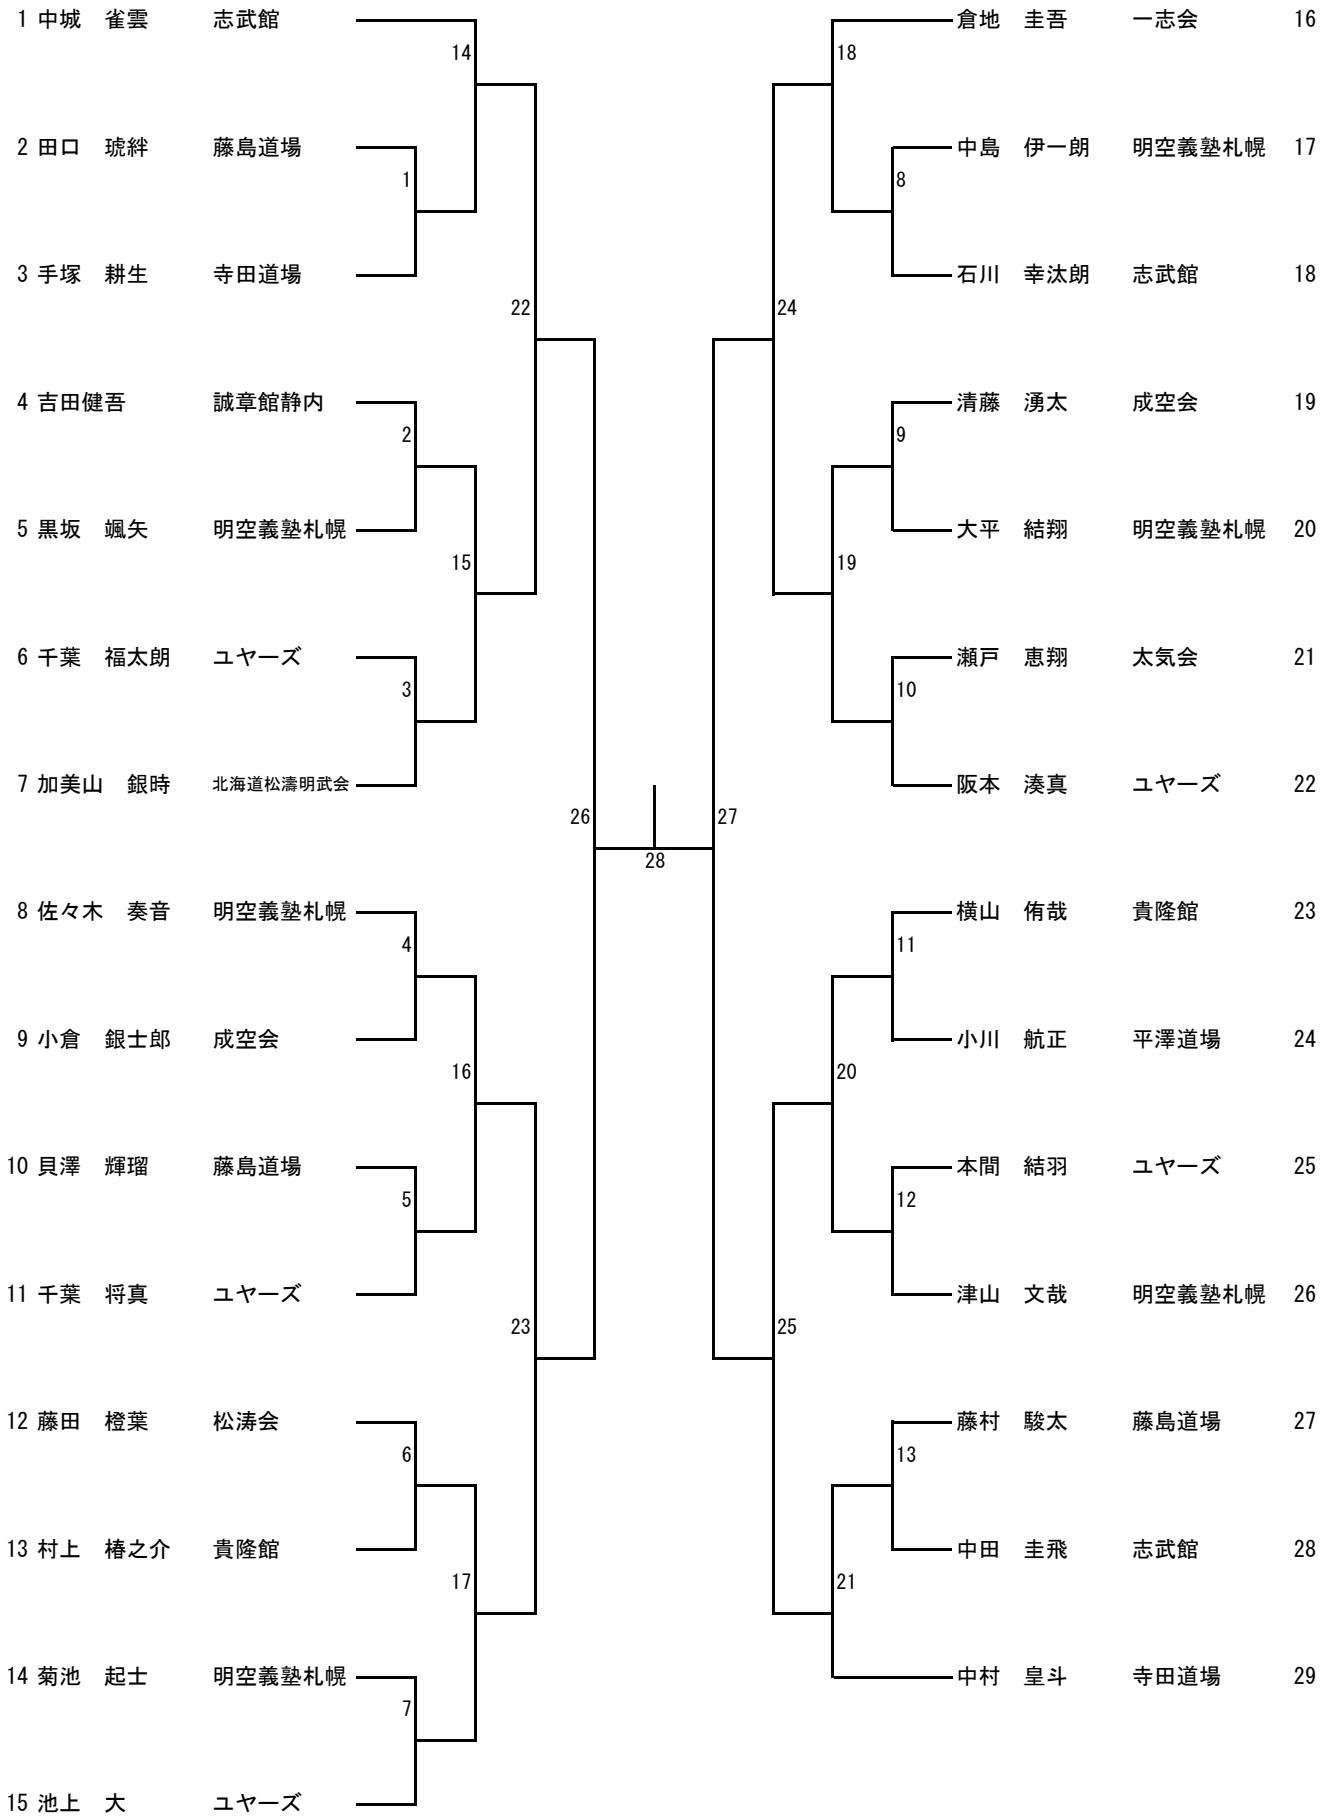 1 中城　雀雲　志武館
倉地　圭吾　一志会　16
14
18
2 田口　琥絆　藤島道場
中島　伊一朗　明空義塾札幌　17
1
8
3 手塚　耕生　寺田道場
石川　幸汰朗　志武館　18
22
24
4 吉田健吾　誠章館静内
清藤　湧太　成空会　19
2
9
5 黒坂　颯矢　明空義塾札幌
大平　結翔　明空義塾札幌　20
15
19
6 千葉　福太朗　ユヤーズ
瀬戸　恵翔　太気会　21
3
10
7 加美山　銀時　北海道松濤明武会
阪本　湊真　ユヤーズ　22
26
27
28
8 佐々木　奏音　明空義塾札幌
横山　侑哉　貴隆館　23
4
11
9 小倉　銀士郎　成空会
小川　航正　平澤道場　24
16
20
10 貝澤　輝瑠　藤島道場
本間　結羽　ユヤーズ　25
5
12
11 千葉　将真　ユヤーズ
津山　文哉　明空義塾札幌　26
23
25
12 藤田　橙葉　松涛会
藤村　駿太　藤島道場　27
6
13
13 村上　椿之介　貴隆館
中田　圭飛　志武館　28
17
21
14 菊池　起士　明空義塾札幌
中村　皇斗　寺田道場　29
7
15 池上　大　ユヤーズ